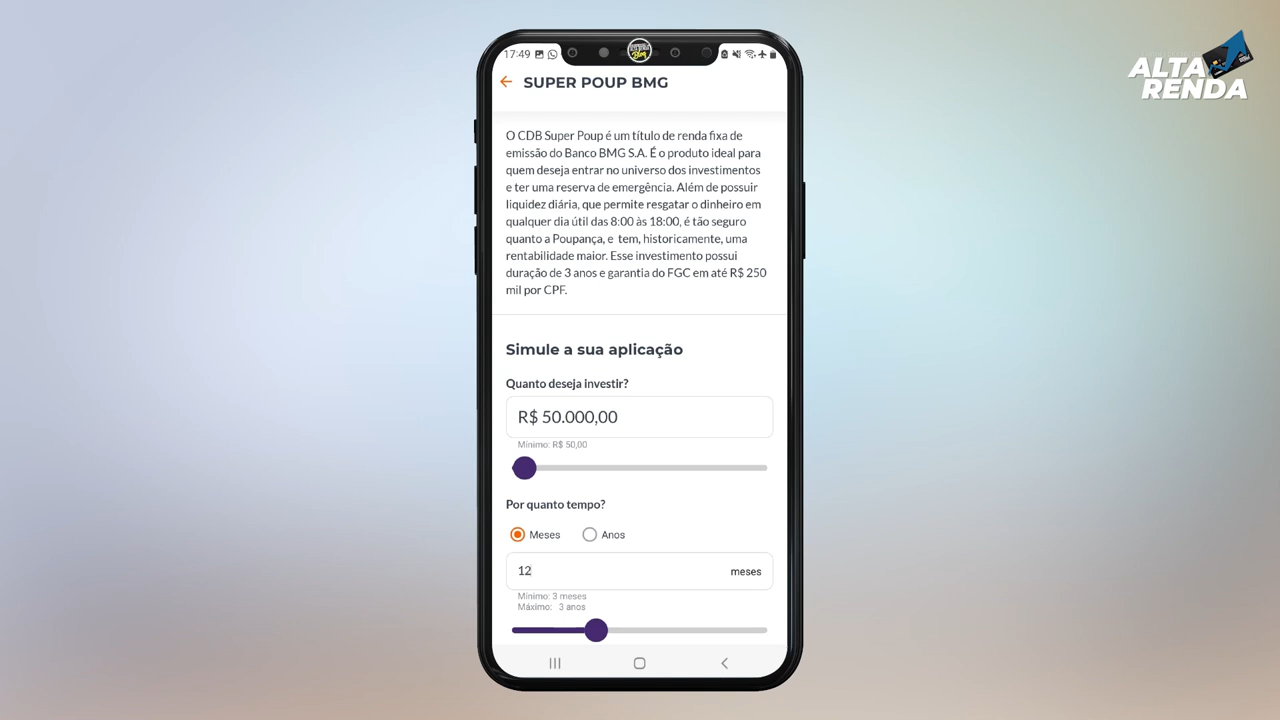 ALTA
RENDA
17:49
SUPER POUP BMG
O CDB Super Poup é um título de renda fixa de
emissão do Banco BMG S.A. É o produto ideal para
quem deseja entrar no universo dos investimentos
e ter uma reserva de emergência. Além de possuir
liquidez diária, que permite resgatar o dinheiro em
qualquer dia útil das 8:00 às 18:00, é tão seguro
quanto a Poupança, e tem, historicamente, uma
rentabilidade maior. Esse investimento possui
duração de 3 anos e garantia do FGC em até R$ 250
mil por CPF.
Simule a sua aplicação
Quanto deseja investir?
R$ 50.000,00
Mínimo: R$ 50,00
Por quanto tempo?
Meses Anos
12 meses
Mínimo: 3 meses
Máximo: 3 anos